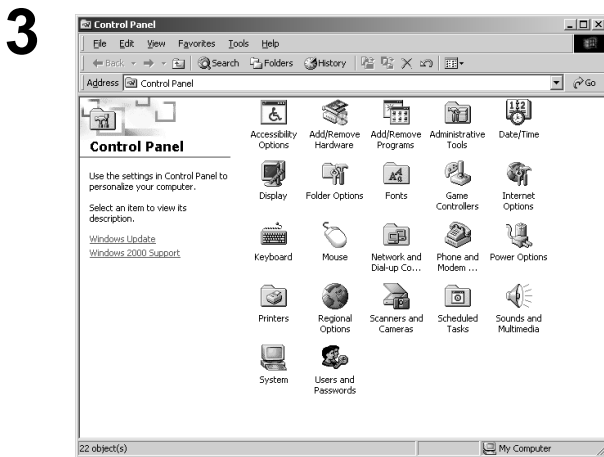 3
Control Panel
File Edit View Favorites Tools Help
Back Search Folders History
Address Control Panel Go
Control Panel
Use the settings in Control Panel to
personalize your computer.
Select an item to view its
description.
Windows Update
Windows 2000 Support
Accessibility
Options
Add/Remove
Hardware
Add/Remove
Programs
Administrative
Tools
Date/Time
Display
Folder Options
Fonts
Game
Controllers
Internet
Options
Keyboard
Mouse
Network and
Dial-up Co...
Phone and
Modem ...
Power Options
Printers
Regional
Options
Scanners and
Cameras
Scheduled
Tasks
Sounds and
Multimedia
System
Users and
Passwords
22 object(s) My Computer